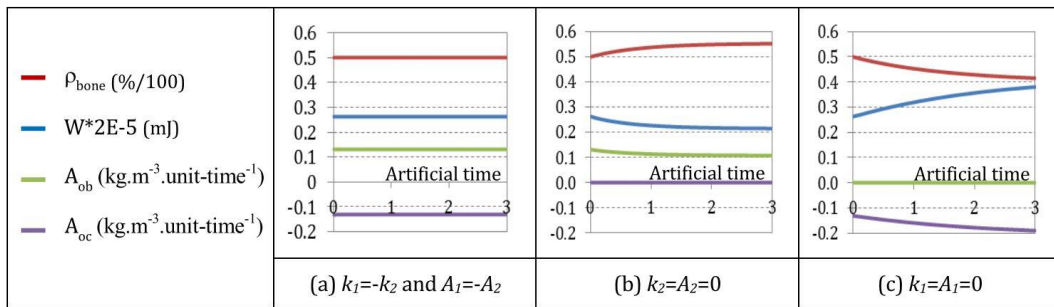 ρbone (%/100)
W*2E-5 (mJ)
Aob (kg.m-3.unit-time-1)
Aoc (kg.m-3.unit-time-1)
0.6
0.5
0.4
0.3
0.2
0.1
0
-0.1
-0.2
Artificial time
0 1 2 3
(a) k1=-k2 and A1=-A2
0.6
0.5
0.4
0.3
0.2
0.1
0.0
-0.1
-0.2
Artificial time
0 1 2 3
(b) k2=A2=0
0.6
0.5
0.4
0.3
0.2
0.1
0.0
-0.1
-0.2
Artificial time
0 1 2 3
(c) k1=A1=0